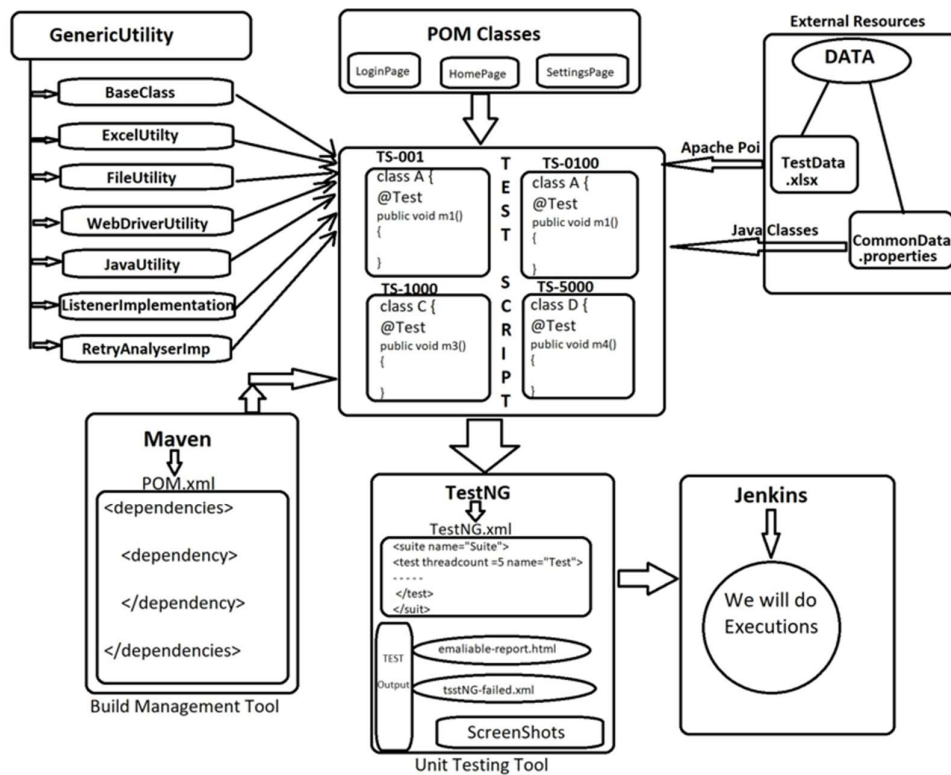 GenericUtility
BaseClass
ExcelUtilty
FileUtility
WebDriverUtility
JavaUtility
ListenerImplementation
RetryAnalyserImp
POM Classes
LoginPage
HomePage
SettingsPage
External Resources
DATA
TestData
.xlsx
CommonData
.properties
Apache Poi
Java Classes
TS-001
class A {
@Test
public void m1()
{
}
TEST SCRIPT
TS-0100
class A {
@Test
public void m1()
{
}
TS-1000
class C {
@Test
public void m3()
{
}
TS-5000
class D {
@Test
public void m4()
{
}
Maven
POM.xml
<dependencies>
<dependency>
</dependency>
</dependencies>
Build Management Tool
TestNG
TestNG.xml
<suite name="Suite">
<test threadcount =5 name="Test">
- - - - -
</test>
</suit>
TEST
Output
emaliable-report.html
tsstNG-failed.xml
ScreenShots
Unit Testing Tool
Jenkins
We will do
Executions